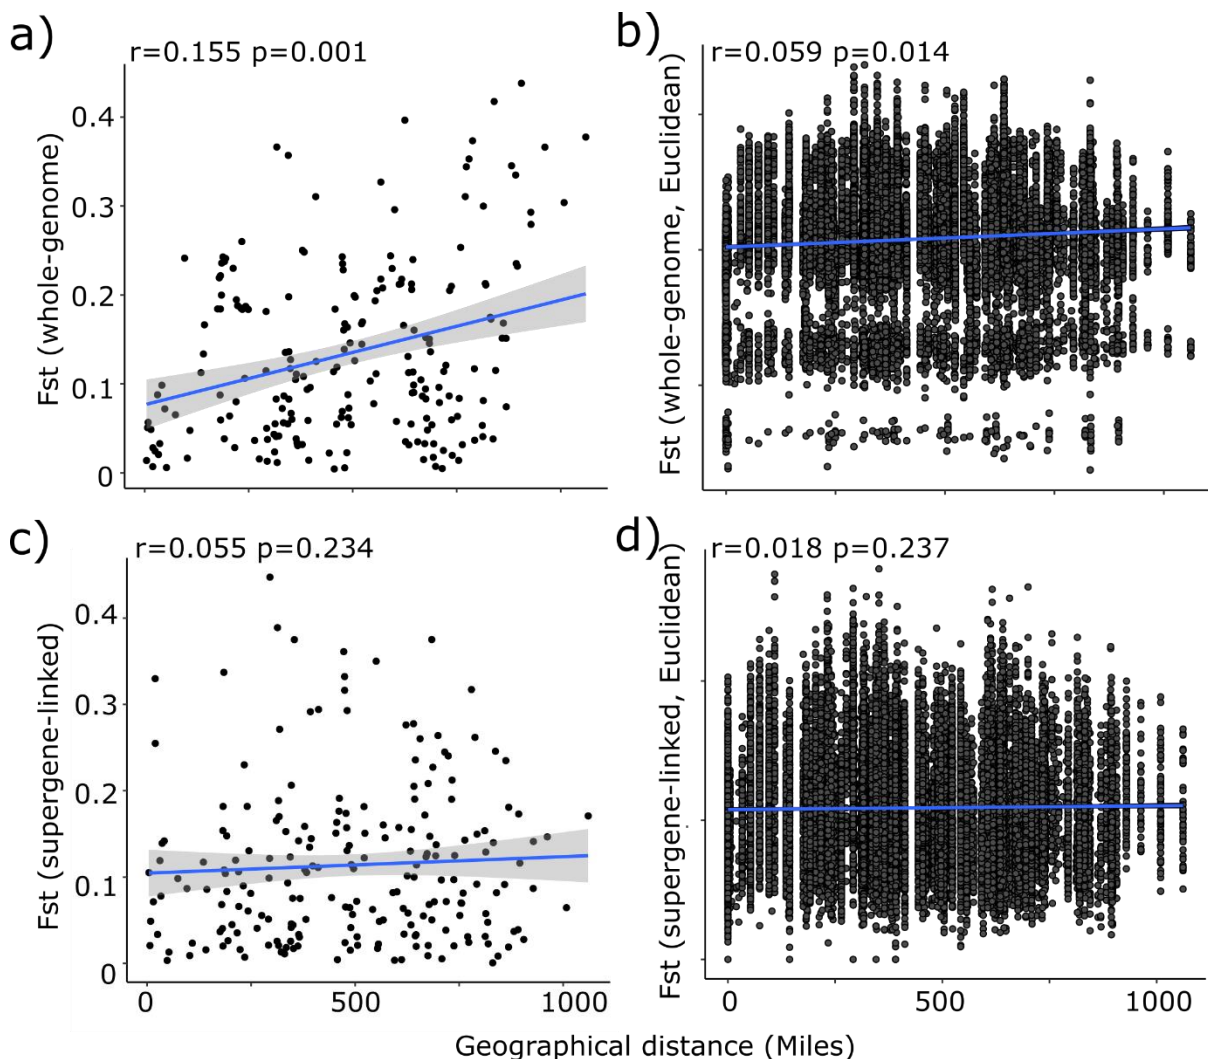 a)
r=0.155 p=0.001
Fst (whole-genome)
0.4
0.3
0.2
0.1
0
b)
r=0.059 p=0.014
Fst (whole-genome, Euclidean)
c)
r=0.055 p=0.234
Fst (supergene-linked)
0.4
0.3
0.2
0.1
0
0
500
1000
d)
r=0.018 p=0.237
Fst (supergene-linked, Euclidean)
0
500
1000
Geographical distance (Miles)